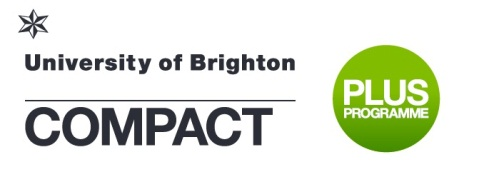 University of Brighton
COMPACT
PLUS
PROGRAMME